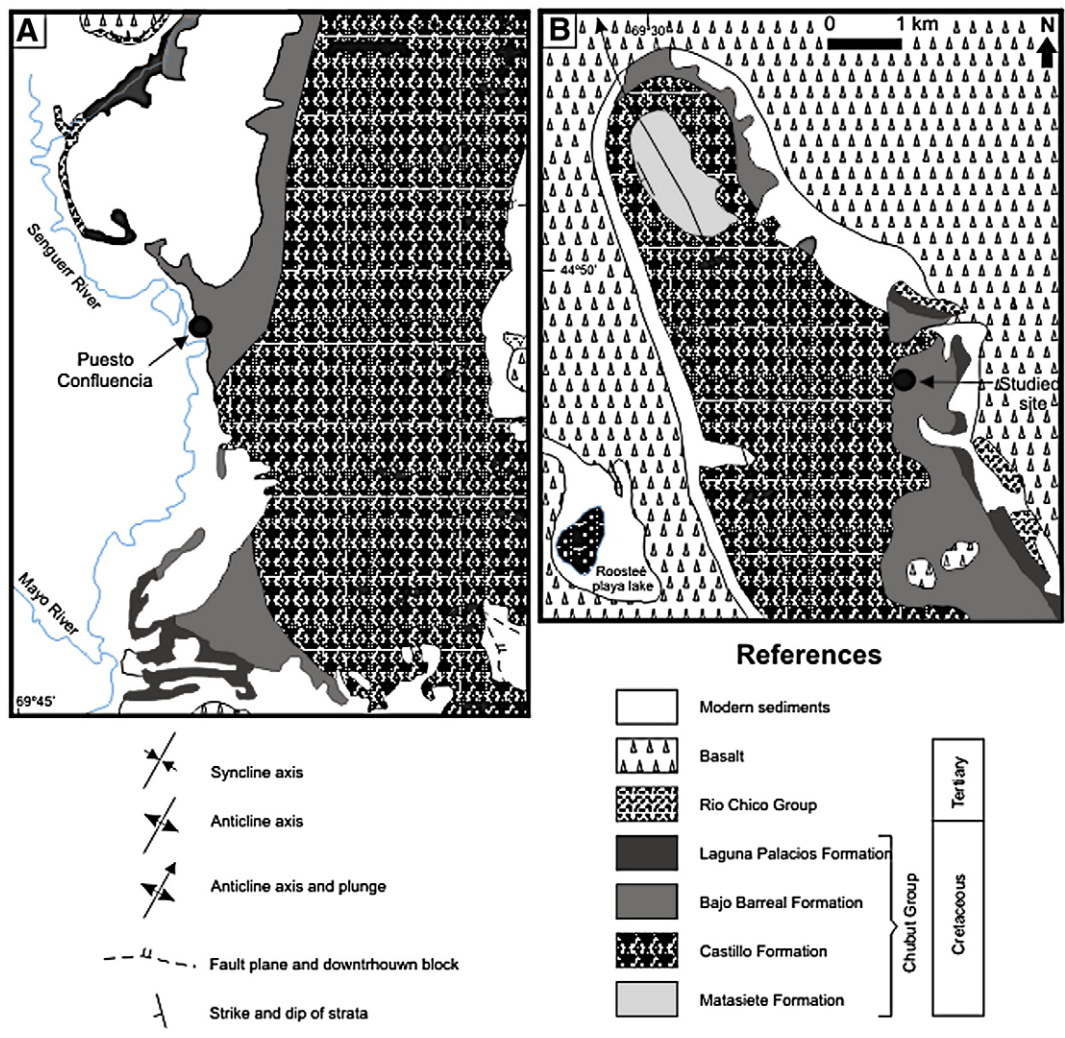 A
Senguerr River
Puesto
Confluencia
Mayo River
69°45'
B
69°30'
0 1 km
N
44°50'
Studied
site
Roosteé
playa lake
References
Modern sediments
Basalt
Rio Chico Group
Laguna Palacios Formation
Bajo Barreal Formation
Castillo Formation
Matasiete Formation
Chubut Group
Tertiary
Cretaceous
Syncline axis
Anticline axis
Anticline axis and plunge
Fault plane and downtrhouwn block
Strike and dip of strata